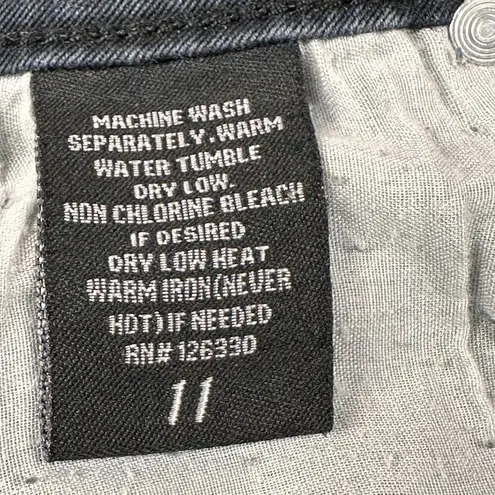 MACHINE WASH
SEPARATELY. WARM
WATER TUMBLE
DRY LOW.
NON CHLORINE BLEACH
IF DESIRED
DRY LOW HEAT
WARM IRON(NEVER
HOT)IF NEEDED
RN# 126330
11